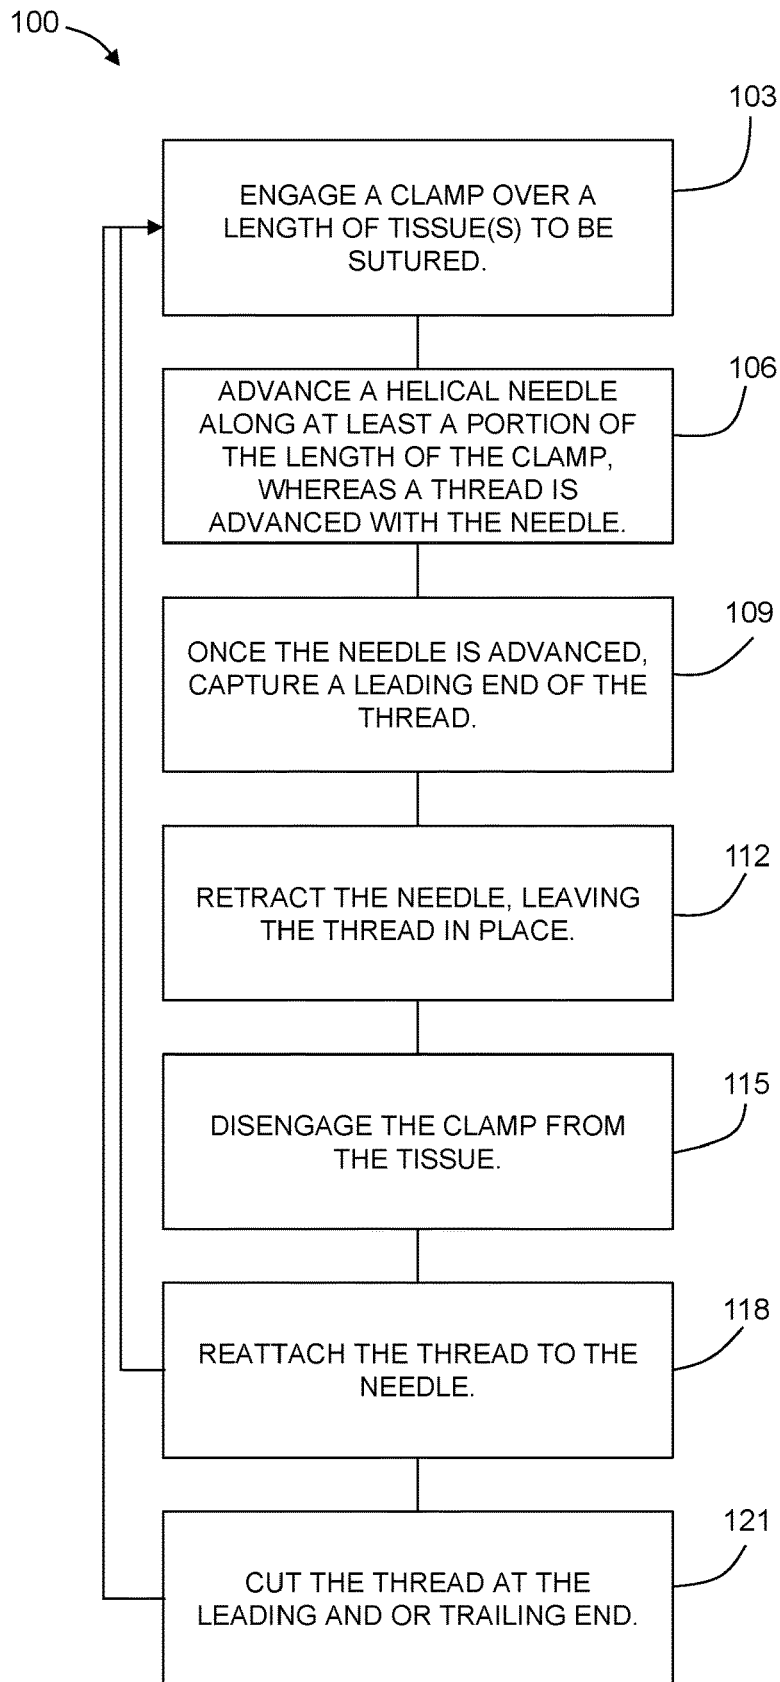 100
103
ENGAGE A CLAMP OVER A
LENGTH OF TISSUE(S) TO BE
SUTURED.
106
ADVANCE A HELICAL NEEDLE
ALONG AT LEAST A PORTION OF
THE LENGTH OF THE CLAMP,
WHEREAS A THREAD IS
ADVANCED WITH THE NEEDLE.
109
ONCE THE NEEDLE IS ADVANCED,
CAPTURE A LEADING END OF THE
THREAD.
112
RETRACT THE NEEDLE, LEAVING
THE THREAD IN PLACE.
115
DISENGAGE THE CLAMP FROM
THE TISSUE.
118
REATTACH THE THREAD TO THE
NEEDLE.
121
CUT THE THREAD AT THE
LEADING AND OR TRAILING END.